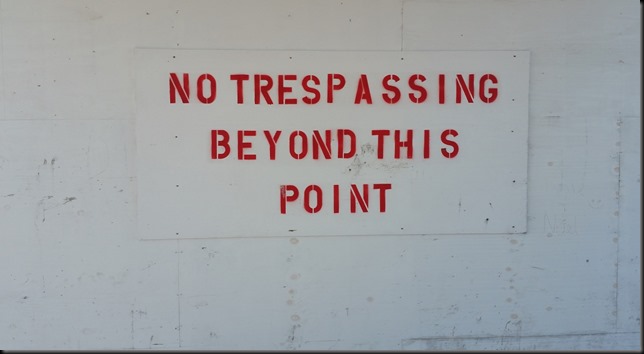 NO TRESPASSING
BEYOND THIS
POINT